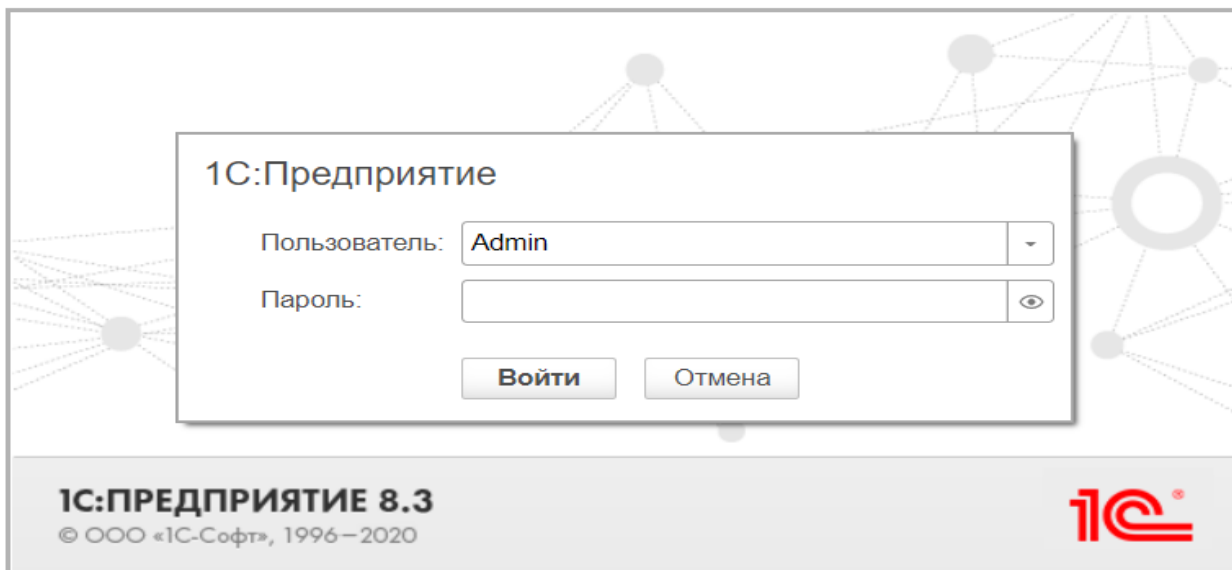 1С:Предприятие
Пользователь: Admin
Пароль:
Войти Отмена
1С:ПРЕДПРИЯТИЕ 8.3
© ООО «1С-Софт», 1996–2020
1С®